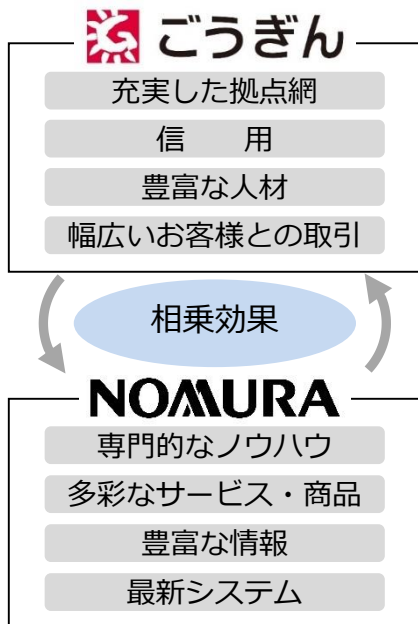 ごうぎん
充実した拠点網
信　用
豊富な人材
幅広いお客様との取引
相乗効果
NOMURA
専門的なノウハウ
多彩なサービス・商品
豊富な情報
最新システム